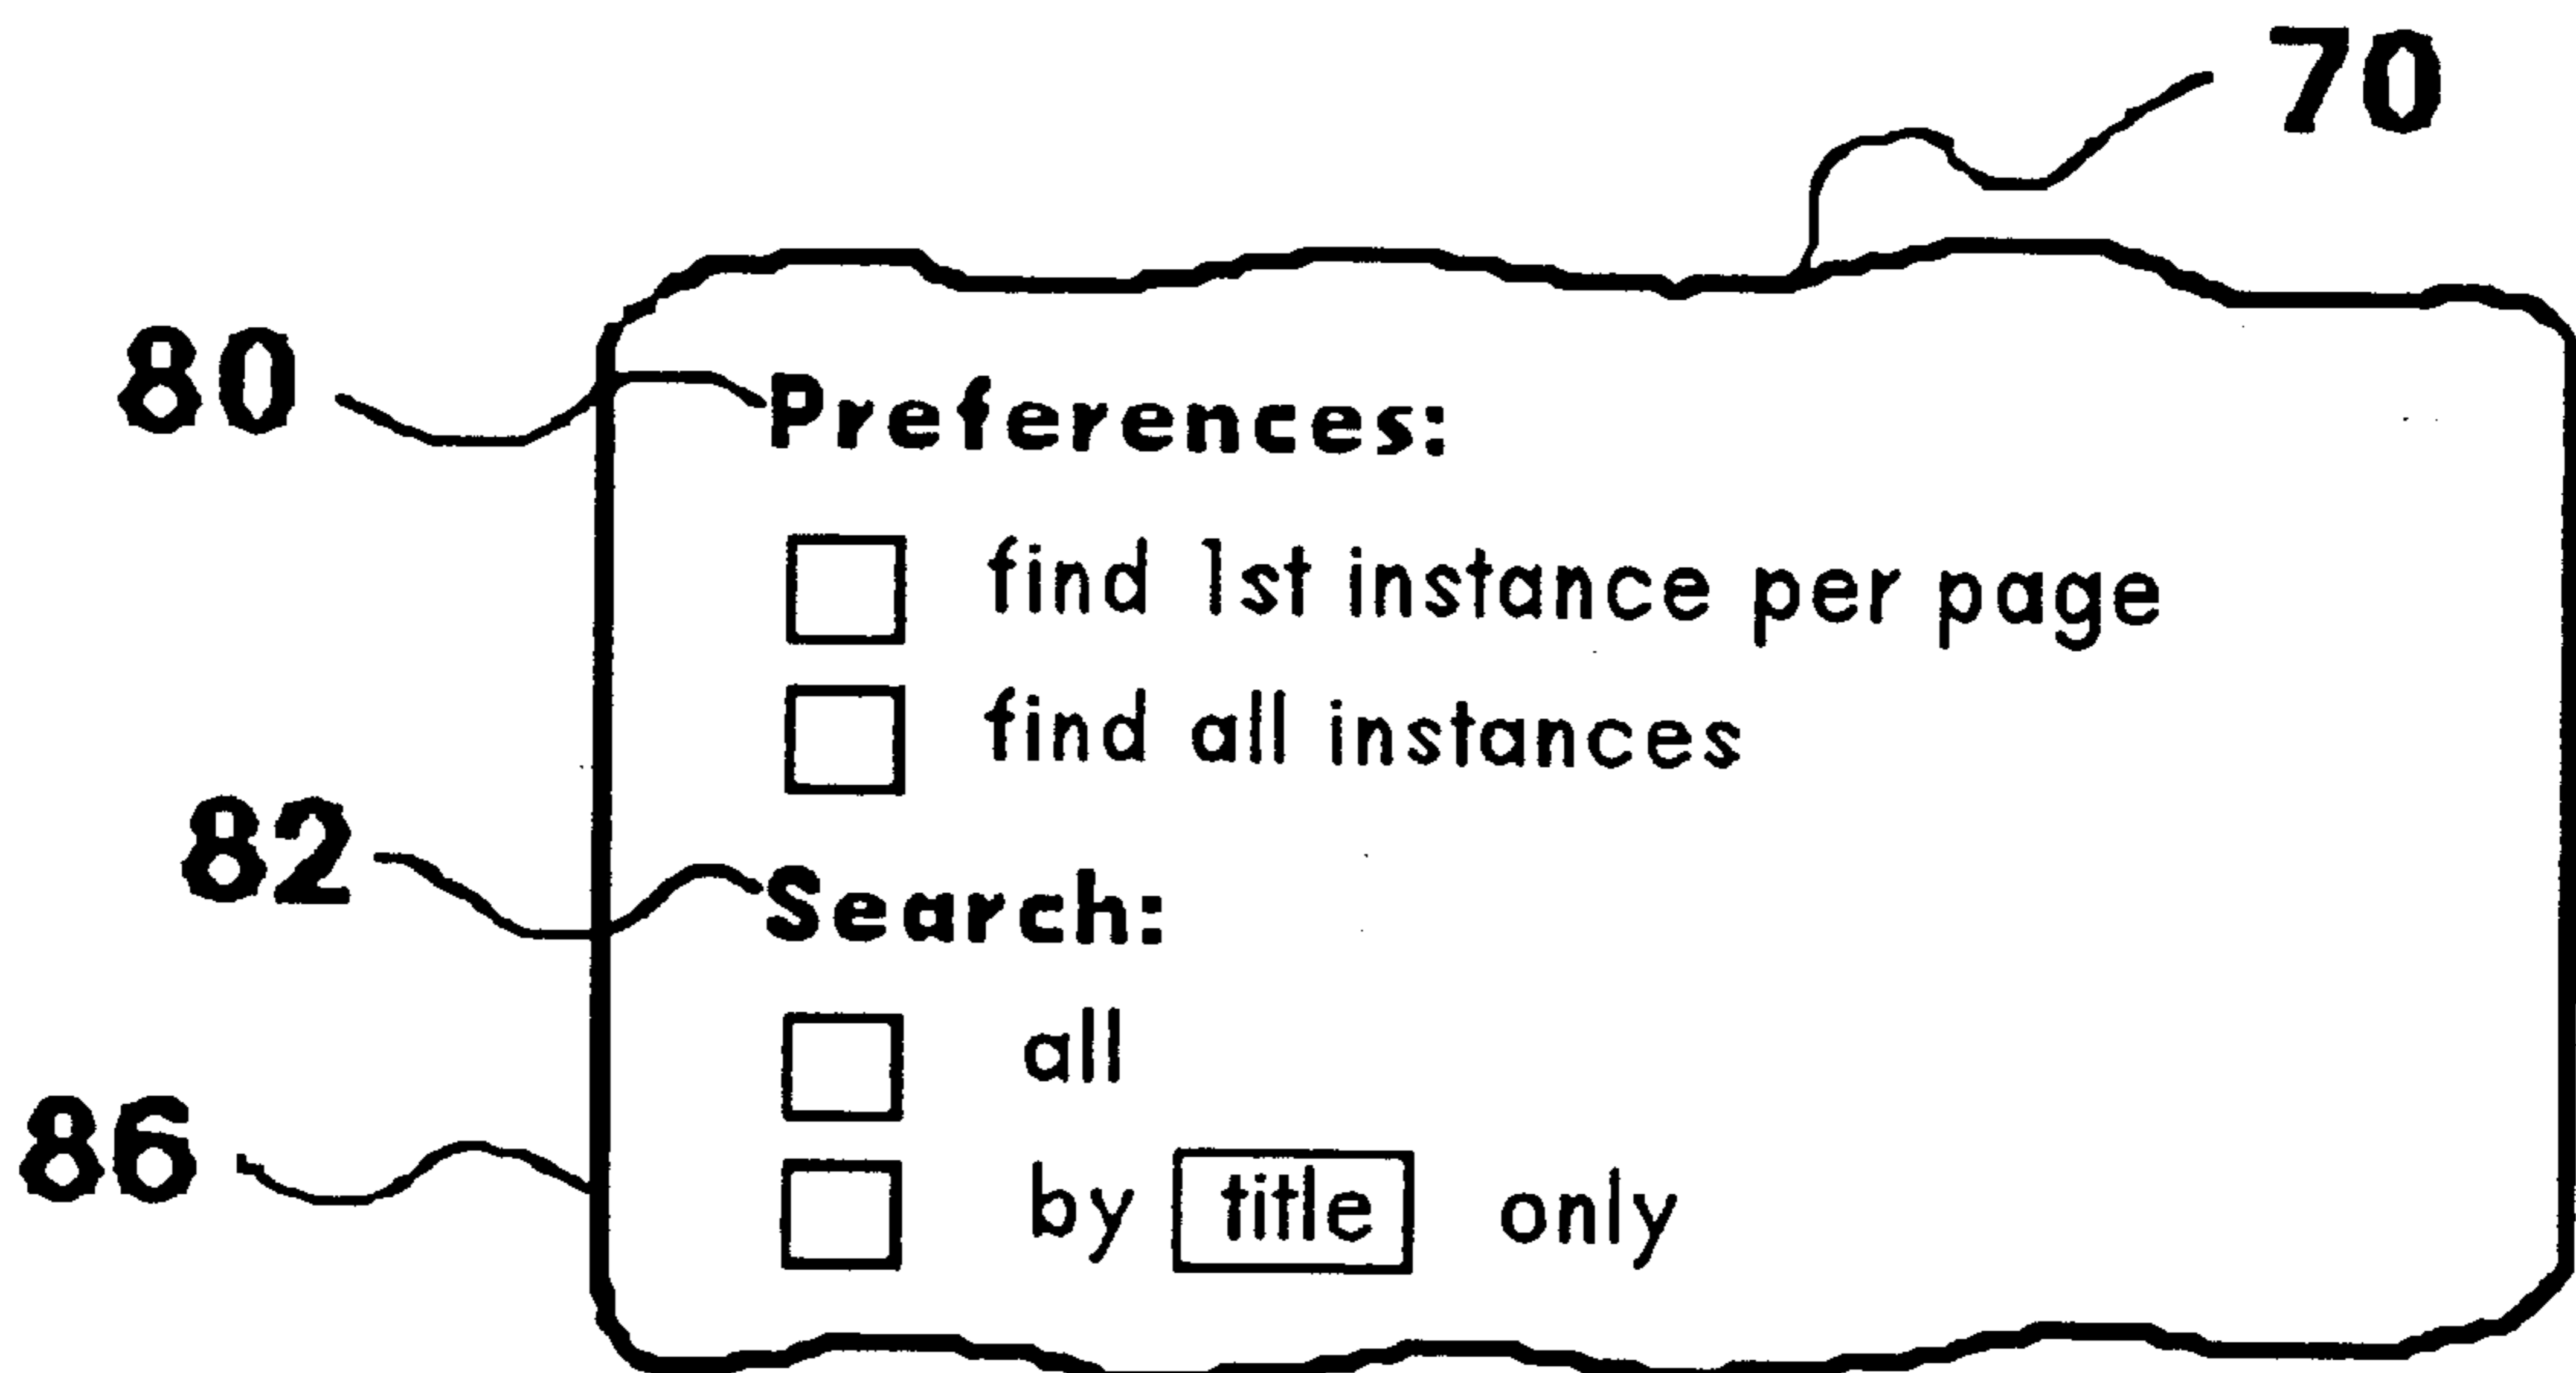 70
80
Preferences:
find 1st instance per page
find all instances
82
Search:
all
86
by title only